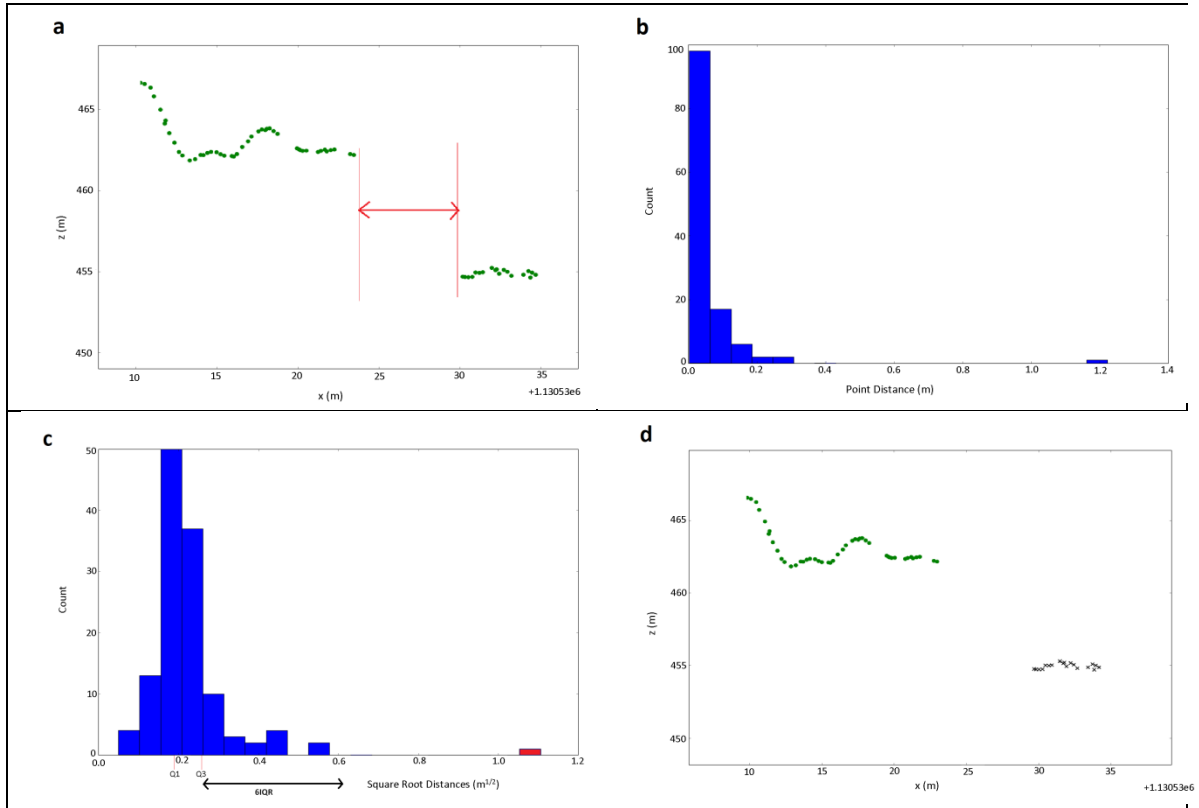 a
465
460
455
450
z (m)
10 15 20 25 30 35
x (m)
+1.13053e6
b
100
80
60
40
20
0
Count
0.0 0.2 0.4 0.6 0.8 1.0 1.2 1.4
Point Distance (m)
c
50
40
30
20
10
0
Count
0.0 0.2 0.4 0.6 0.8 1.0 1.2
Q1 Q3
6IQR
Square Root Distances (m1/2)
d
465
460
455
450
z (m)
10 15 20 25 30 35
x (m)
+1.13053e6